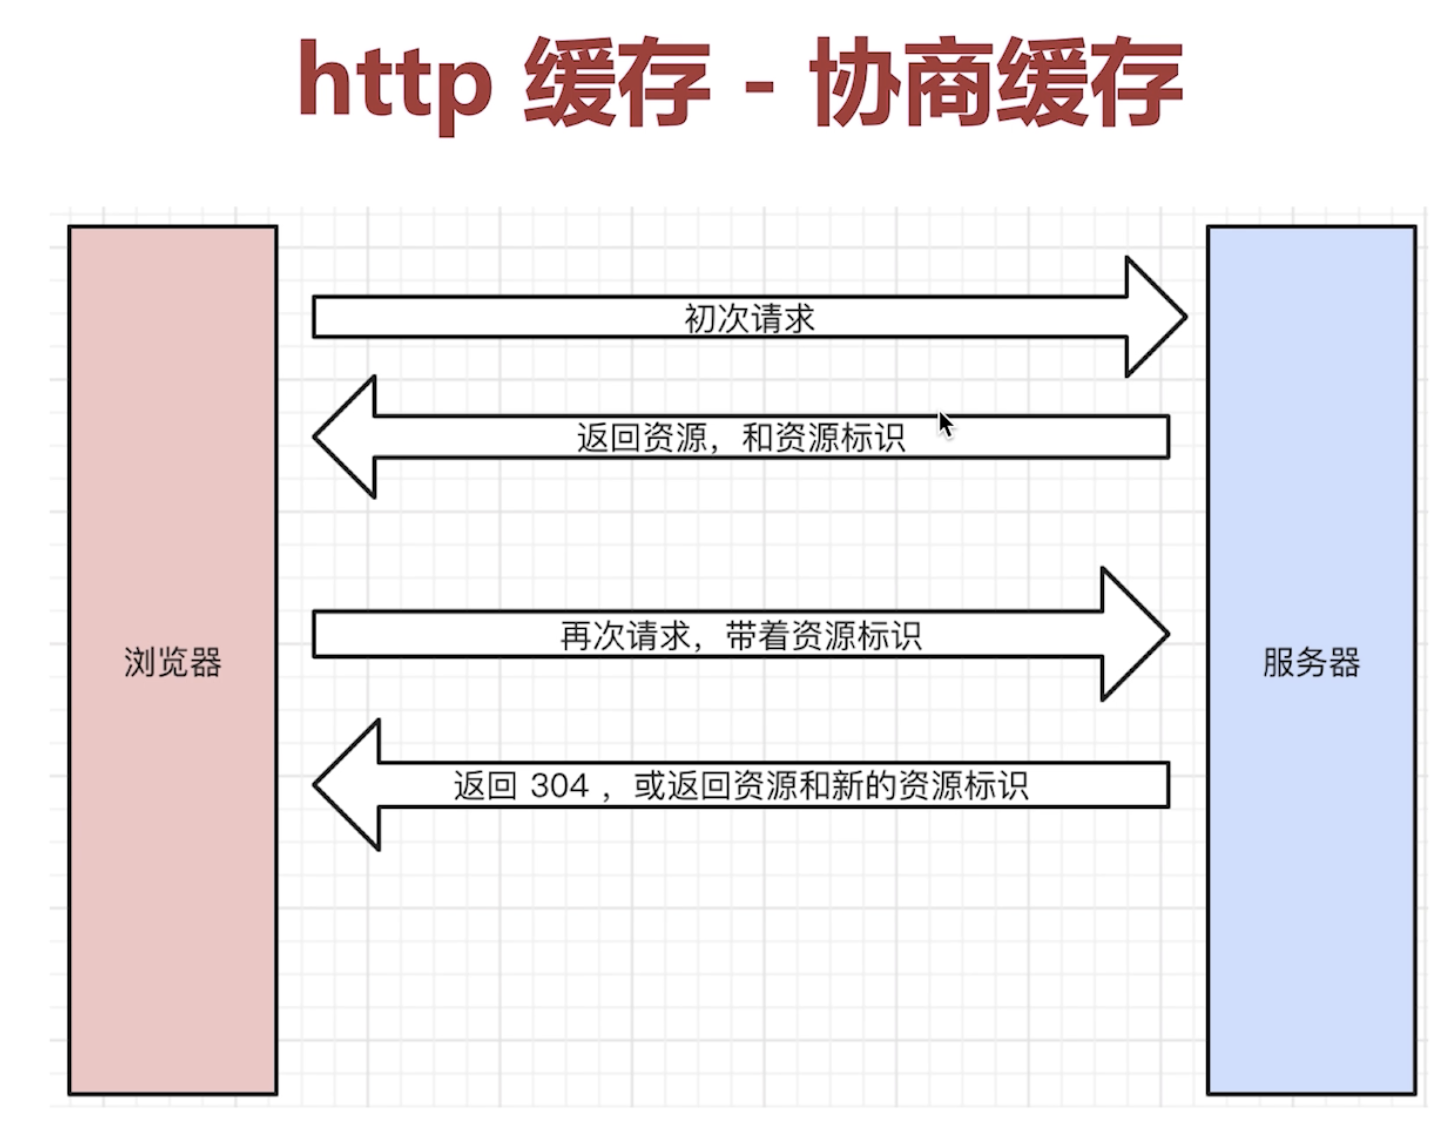 http 缓存 - 协商缓存
初次请求
返回资源，和资源标识
再次请求，带着资源标识
浏览器
服务器
返回 304 ，或返回资源和新的资源标识